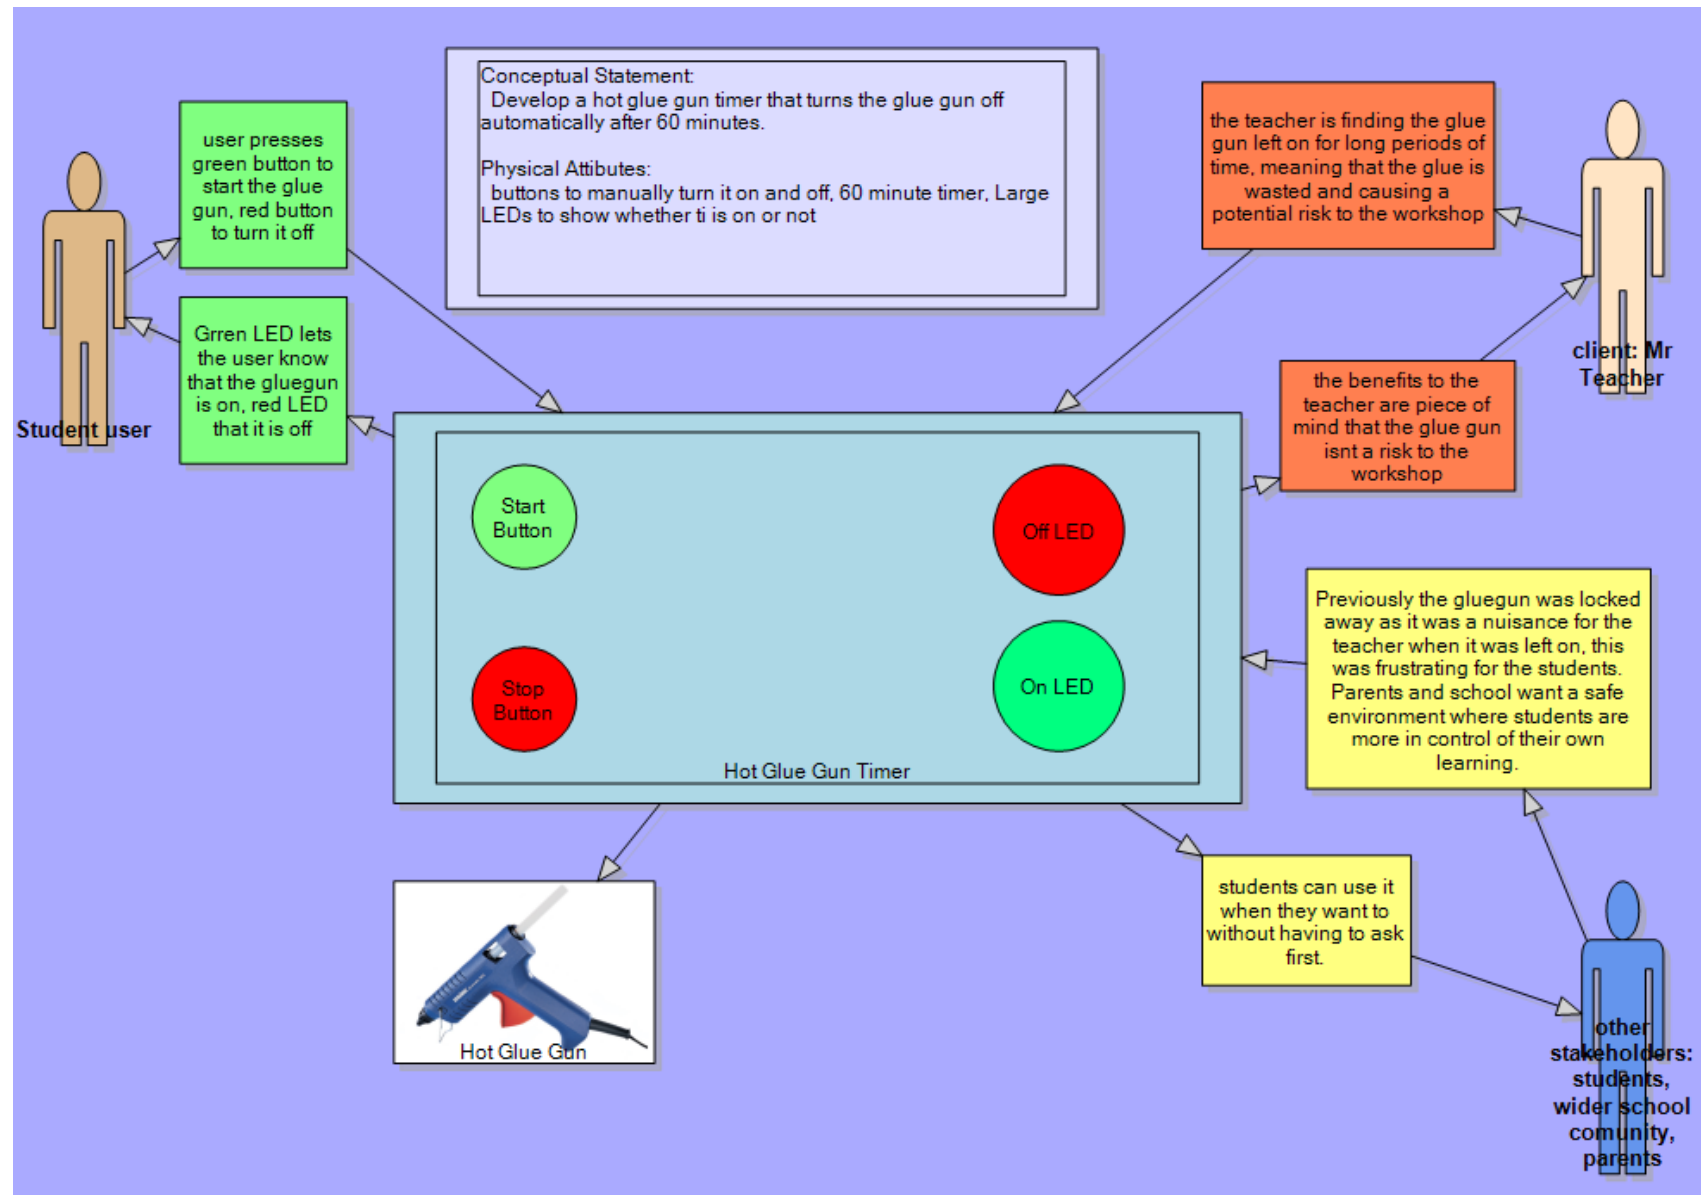 Conceptual Statement:
Develop a hot glue gun timer that turns the glue gun off
automatically after 60 minutes.
Physical Attibutes:
buttons to manually turn it on and off, 60 minute timer, Large
LEDs to show whether ti is on or not
user presses
green button to
start the glue
gun, red button
to turn it off
Grren LED lets
the user know
that the gluegun
is on, red LED
that it is off
Student user
the teacher is finding the glue
gun left on for long periods of
time, meaning that the glue is
wasted and causing a
potential risk to the workshop
client: Mr
Teacher
the benefits to the
teacher are piece of
mind that the glue gun
isnt a risk to the
workshop
Start
Button
Off LED
Stop
Button
On LED
Hot Glue Gun Timer
Previously the gluegun was locked
away as it was a nuisance for the
teacher when it was left on, this
was frustrating for the students.
Parents and school want a safe
environment where students are
more in control of their own
learning.
students can use it
when they want to
without having to ask
first.
Hot Glue Gun
other
stakeholders:
students,
wider school
comunity,
parents